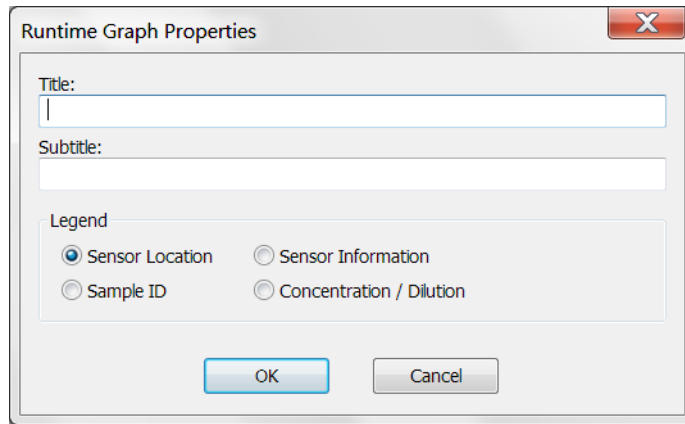 Runtime Graph Properties
Title:
Subtitle:
Legend
Sensor Location Sensor Information
Sample ID Concentration / Dilution
OK Cancel